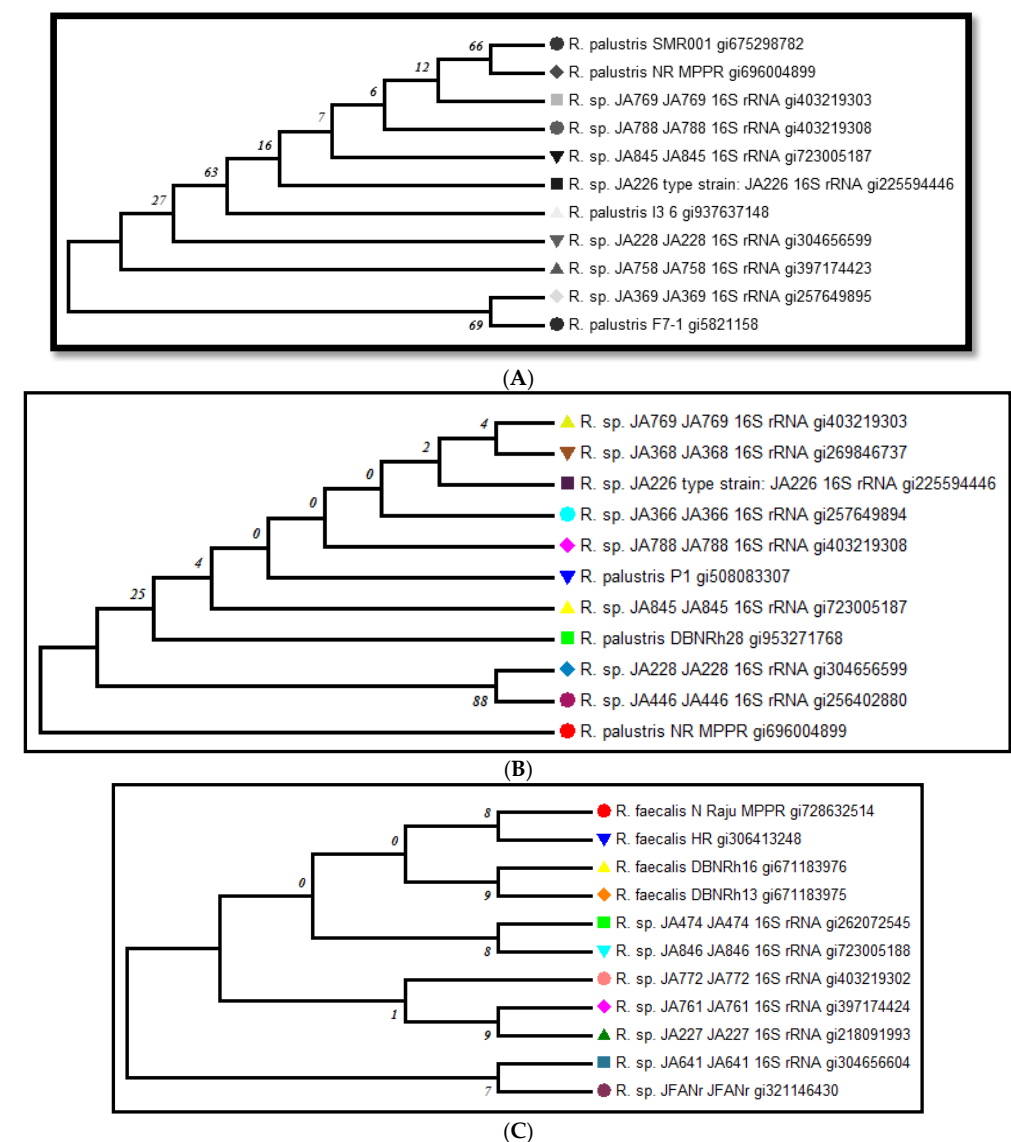 66
R. palustris SMR001 gi675298782
12
R. palustris NR MPPR gi696004899
6
R. sp. JA769 JA769 16S rRNA gi403219303
7
R. sp. JA788 JA788 16S rRNA gi403219308
16
R. sp. JA845 JA845 16S rRNA gi723005187
63
R. sp. JA226 type strain: JA226 16S rRNA gi225594446
27
R. palustris I3 6 gi937637148
R. sp. JA228 JA228 16S rRNA gi304656599
R. sp. JA758 JA758 16S rRNA gi397174423
R. sp. JA369 JA369 16S rRNA gi257649895
69
R. palustris F7-1 gi5821158
(A)
4
R. sp. JA769 JA769 16S rRNA gi403219303
2
R. sp. JA368 JA368 16S rRNA gi269846737
0
R. sp. JA226 type strain: JA226 16S rRNA gi225594446
0
R. sp. JA366 JA366 16S rRNA gi257649894
0
R. sp. JA788 JA788 16S rRNA gi403219308
4
R. palustris P1 gi508083307
25
R. sp. JA845 JA845 16S rRNA gi723005187
R. palustris DBNRh28 gi953271768
R. sp. JA228 JA228 16S rRNA gi304656599
88
R. sp. JA446 JA446 16S rRNA gi256402880
R. palustris NR MPPR gi696004899
(B)
8
R. faecalis N Raju MPPR gi728632514
0
R. faecalis HR gi306413248
0
R. faecalis DBNRh16 gi671183976
9
R. faecalis DBNRh13 gi671183975
R. sp. JA474 JA474 16S rRNA gi262072545
8
R. sp. JA846 JA846 16S rRNA gi723005188
R. sp. JA772 JA772 16S rRNA gi403219302
1
R. sp. JA761 JA761 16S rRNA gi397174424
9
R. sp. JA227 JA227 16S rRNA gi218091993
R. sp. JA641 JA641 16S rRNA gi304656604
7
R. sp. JFANr JFANr gi321146430
(C)